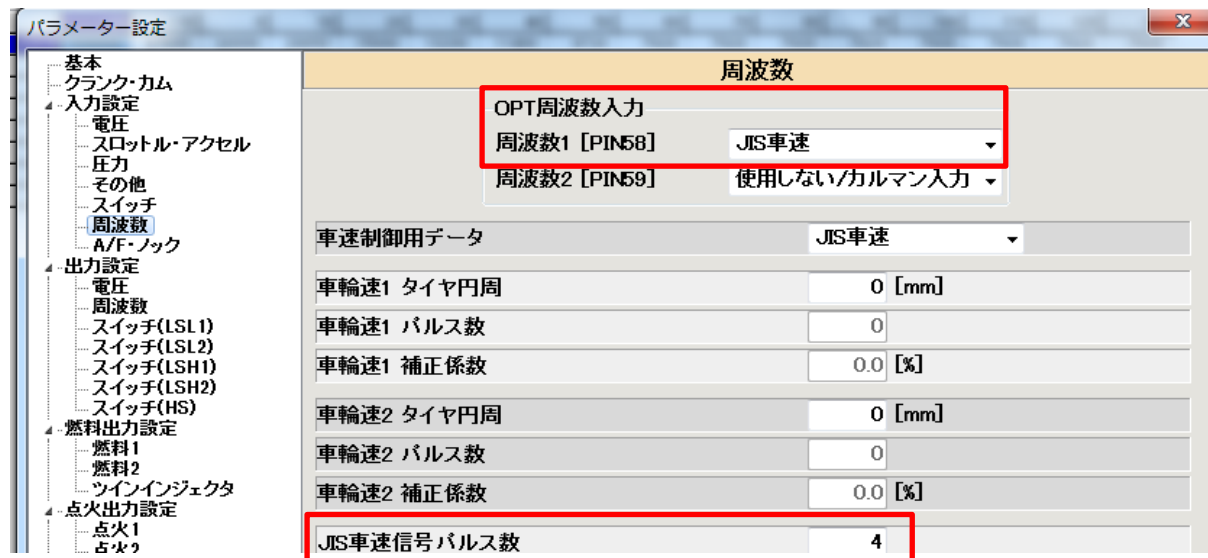 パラメーター設定
x
基本
クランク・カム
入力設定
電圧
スロットル・アクセル
圧力
その他
スイッチ
周波数
A/F・ノック
出力設定
電圧
周波数
スイッチ(LSL1)
スイッチ(LSL2)
スイッチ(LSH1)
スイッチ(LSH2)
スイッチ(HS)
燃料出力設定
燃料1
燃料2
ツインインジェクタ
点火出力設定
点火1
点火2
周波数
OPT周波数入力
周波数1 [PIN58] JIS車速
周波数2 [PIN59] 使用しない/カルマン入力
車速制御用データ JIS車速
車輪速1 タイヤ円周 0 [mm]
車輪速1 パルス数 0
車輪速1 補正係数 0.0 [%]
車輪速2 タイヤ円周 0 [mm]
車輪速2 パルス数 0
車輪速2 補正係数 0.0 [%]
JIS車速信号パルス数 4